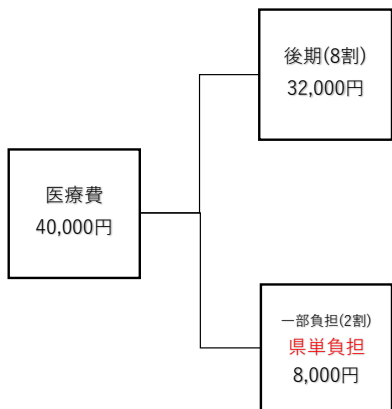 後期(8割)
32,000円
医療費
40,000円
一部負担(2割)
県単負担
8,000円